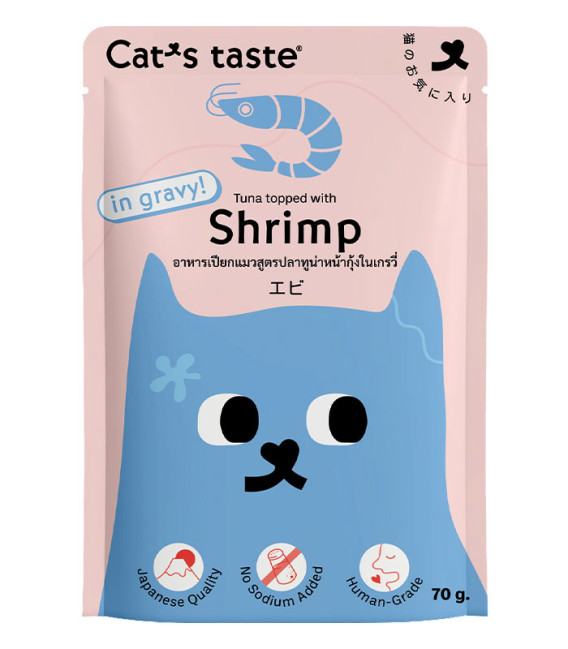 Cat's taste®
猫のお気に入り
in gravy!
Tuna topped with
Shrimp
อาหารเปียกแมวสูตรปลาทูน่าหน้ากุ้งในเกรวี่
エビ
Japanese Quality
No Sodium Added
Human-Grade
70 g.